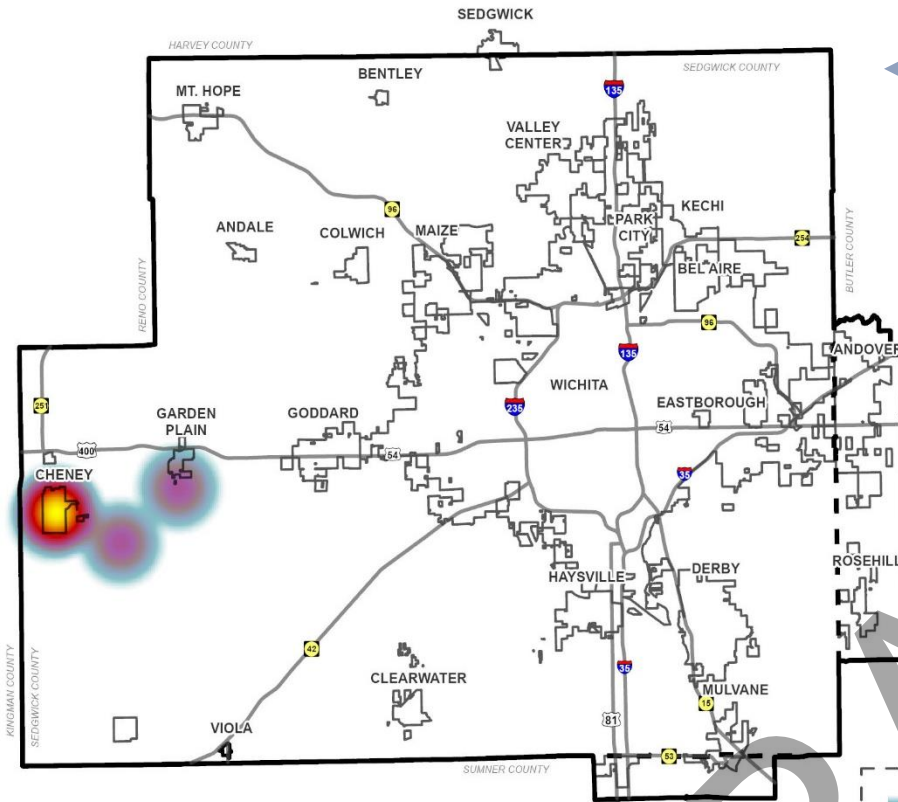 SEDGWICK
HARVEY COUNTY
SEDGWICK COUNTY
BENTLEY
MT. HOPE
135
VALLEY
CENTER
96
KECHI
PARK
CITY
ANDALE
COLWICH
MAIZE
254
BEL AIRE
BUTLER COUNTY
RENO COUNTY
96
135
ANDOVER
WICHITA
EASTBOROUGH
251
235
GARDEN
PLAIN
GODDARD
54
400
54
CHENEY
35
HAYSVILLE
DERBY
ROSEHILL
42
35
CLEARWATER
MULVANE
15
81
KINGMAN COUNTY
SEDGWICK COUNTY
VIOLA
53
SUMNER COUNTY